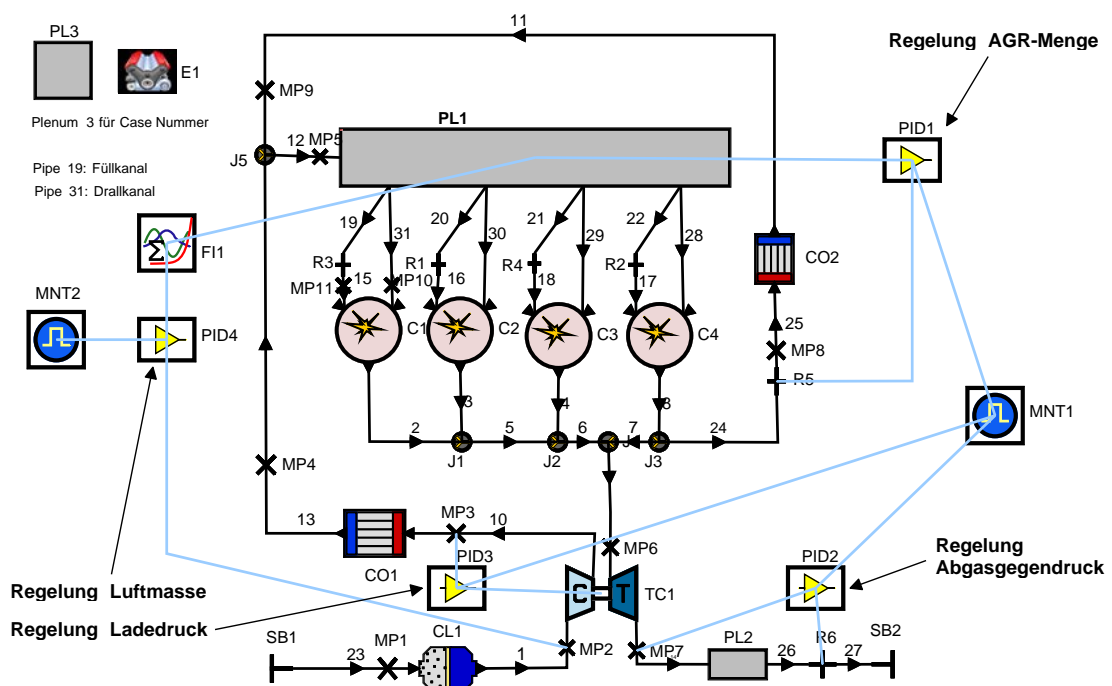 11
PL3
Regelung AGR-Menge
E1
MP9
Plenum 3 für Case Nummer
PL1
PID1
12
MP5
J5
Pipe 19: Füllkanal
Pipe 31: Drallkanal
19
31
20
30
21
29
22
28
FI1
R3
R1
R4
R2
CO2
MP11
15
MP10
16
18
17
MNT2
C1
C2
C3
C4
25
PID4
MP8
R5
3
4
8
MNT1
2
5
6
7
24
J1
J2
J
J3
MP4
13
MP3
10
MP6
PID3
PID2
Regelung
Abgasgegendruck
CO1
C
T
TC1
Regelung Luftmasse
Regelung Ladedruck
SB1
CL1
MP1
23
1
MP2
MP7
PL2
26
R6
27
SB2